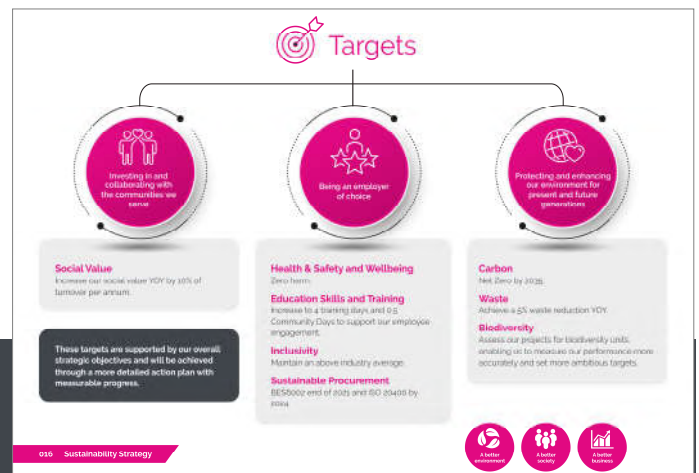 Targets
Investing in and
collaborating with
the communities we
serve
Being an employer
of choice
Protecting and enhancing
our environment for
present and future
generations
Social Value
Increase our social value YOY by 10% of
turnover per annum.
These targets are supported by our overall
strategic objectives and will be achieved
through a more detailed action plan with
measurable progress.
Health & Safety and Wellbeing
Zero harm.
Education Skills and Training
Increase to 4 training days and 0.5
Community Days to support our employee
engagement.
Inclusivity
Maintain an above industry average.
Sustainable Procurement
BES6002 end of 2023 and ISO 20400 by
2024.
Carbon
Net Zero by 2035.
Waste
Achieve a 5% waste reduction YOY.
Biodiversity
Assess our projects for biodiversity units,
enabling us to measure our performance more
accurately and set more ambitious targets.
016 Sustainability Strategy
A better
environment
A better
society
A better
business